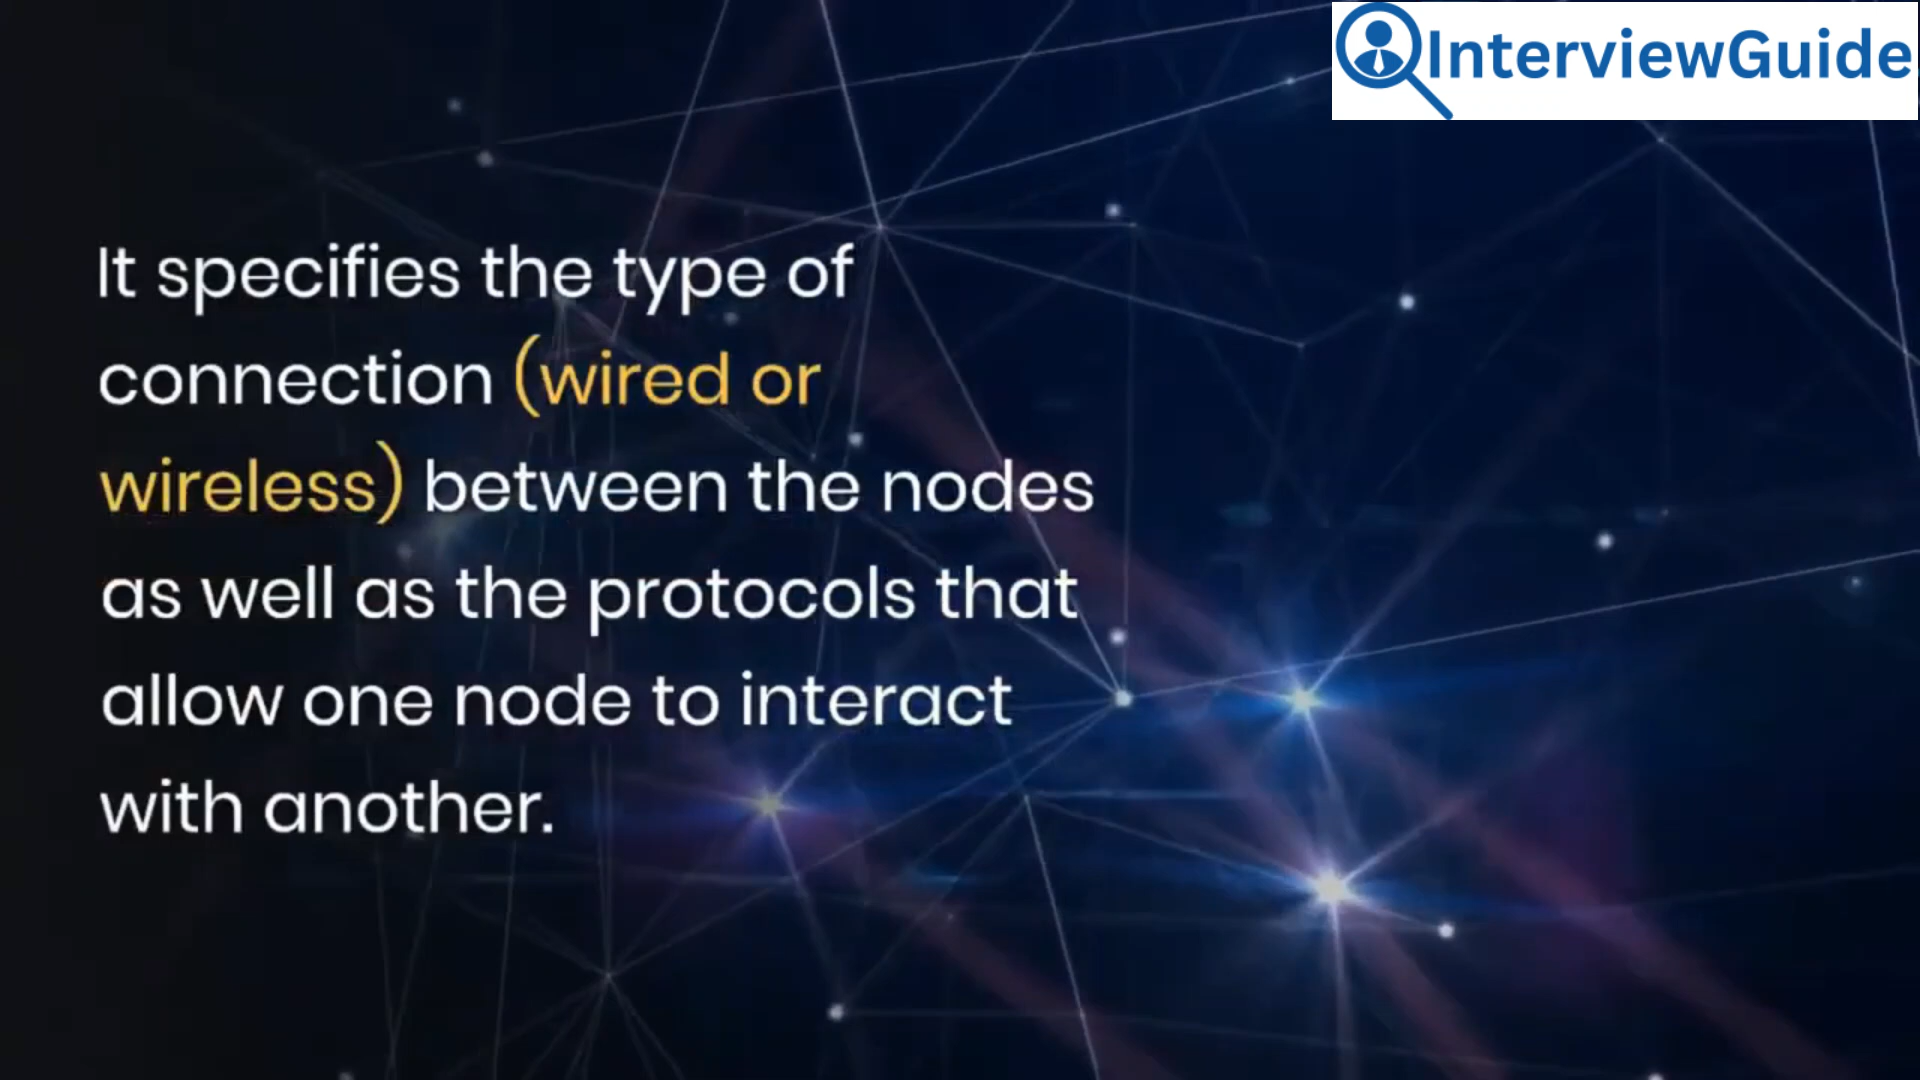 InterviewGuide
It specifies the type of
connection (wired or
wireless) between the nodes
as well as the protocols that
allow one node to interact
with another.